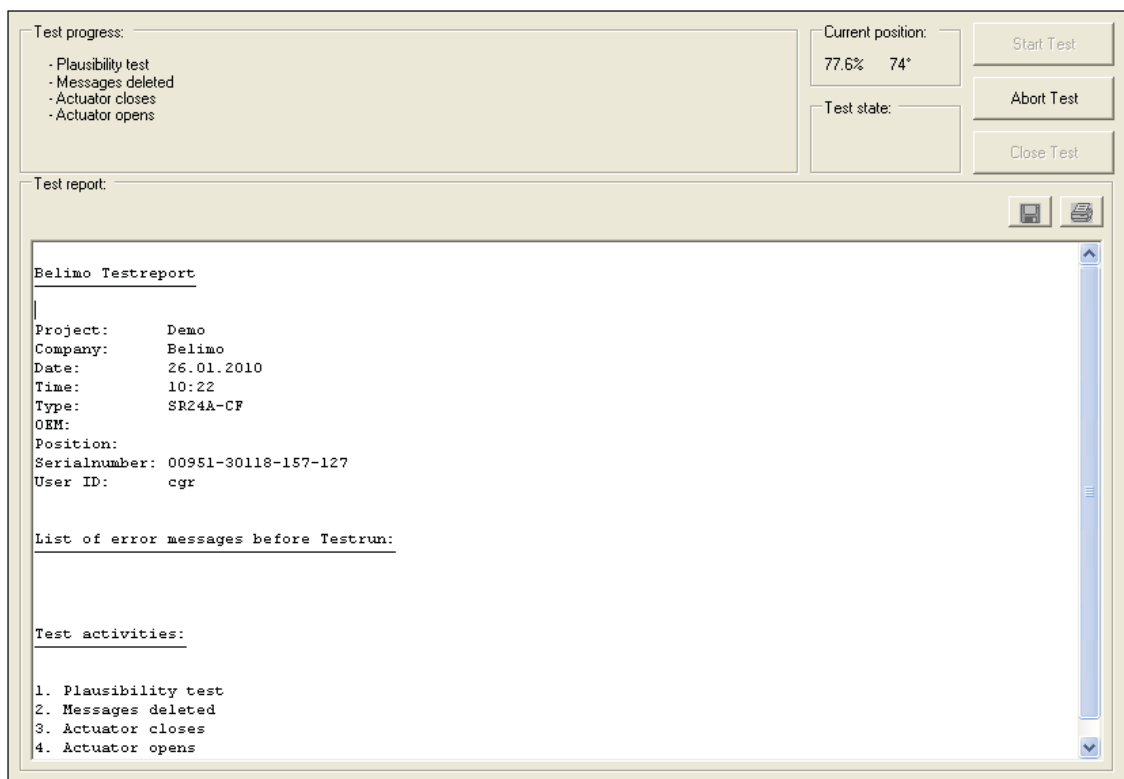 Test progress:
- Plausibility test
- Messages deleted
- Actuator closes
- Actuator opens
Current position:
77.6% 74°
Test state:
Start Test
Abort Test
Close Test
Test report:
Belimo Testreport
Project: Demo
Company: Belimo
Date: 26.01.2010
Time: 10:22
Type: SR24A-CF
OEM:
Position:
Serialnumber: 00951-30118-157-127
User ID: cgr
List of error messages before Testrun:
Test activities:
1. Plausibility test
2. Messages deleted
3. Actuator closes
4. Actuator opens